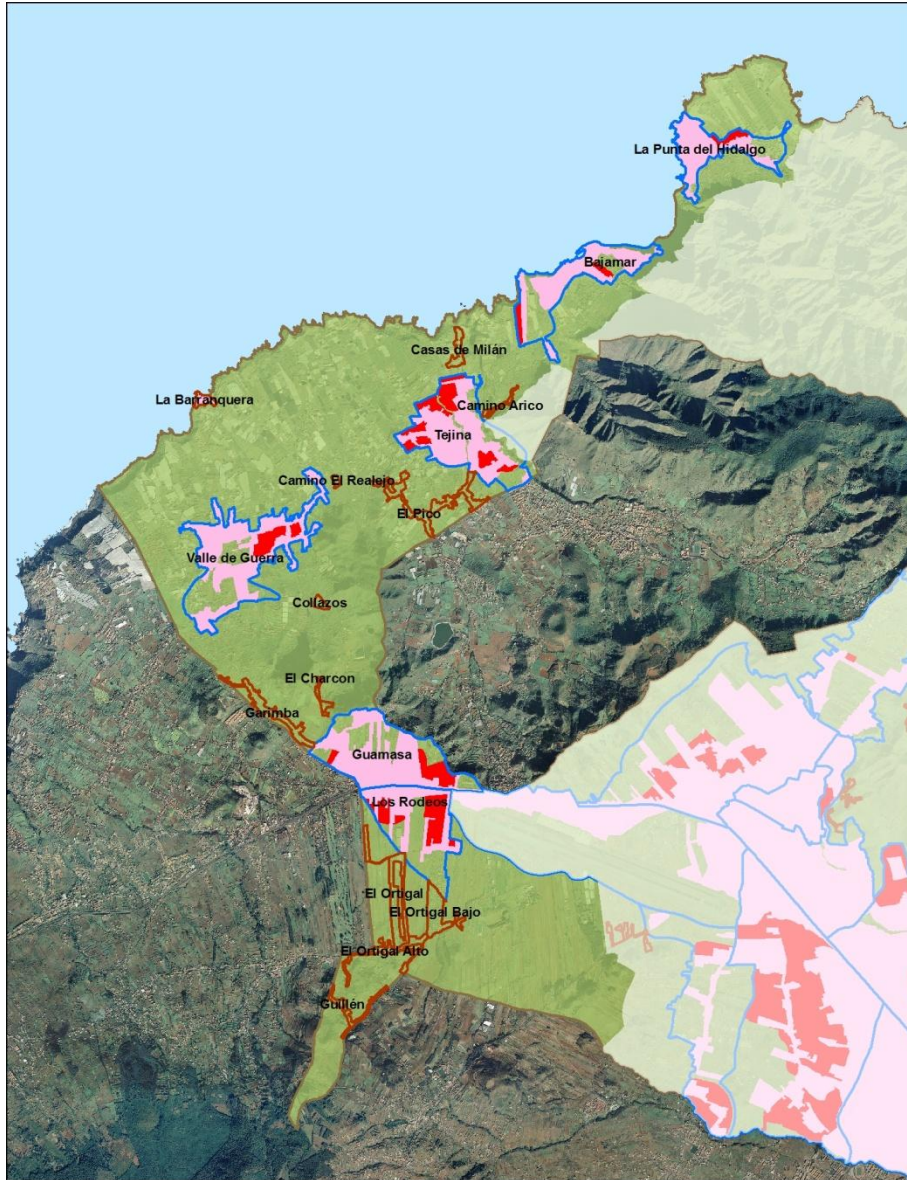 La Punta del Hidalgo
Bajamar
Casas de Milán
La Barranquera
Camino Arico
Tejina
Camino El Realejo
El Pico
Valle de Guerra
Collazos
El Charcon
Garimba
Guamasa
Los Rodeos
El Ortigal
El Ortigal Bajo
El Ortigal Alto
Guillén